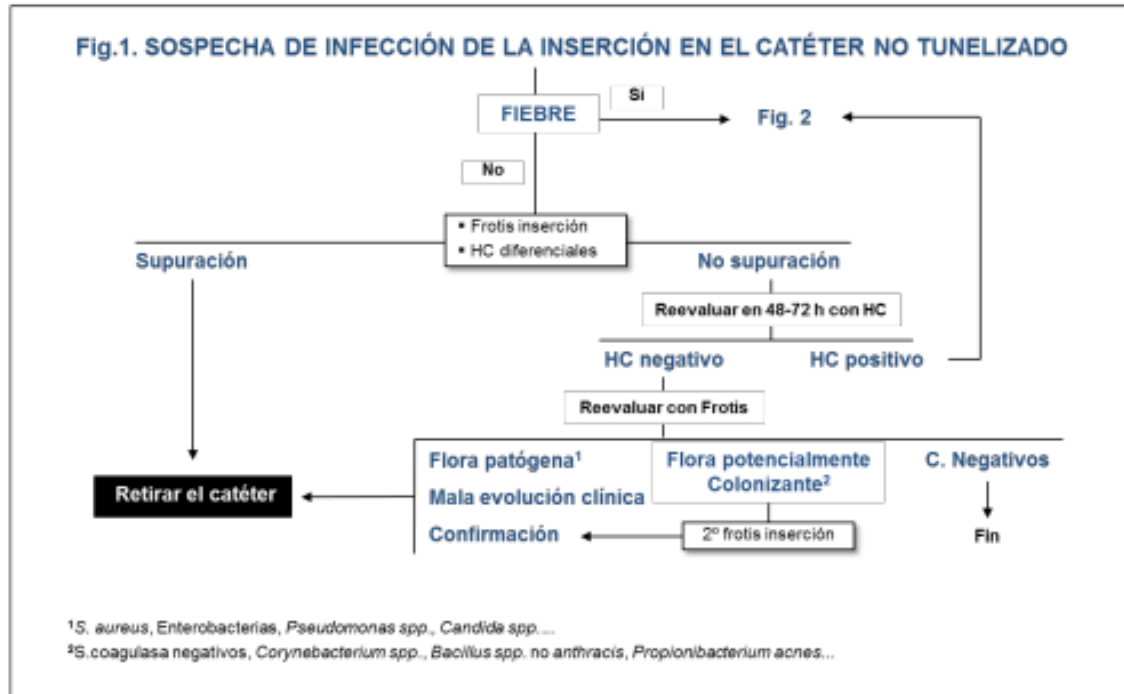 Fig.1. SOSPECHA DE INFECCIÓN DE LA INSERCIÓN EN EL CATÉTER NO TUNELIZADO
Si
FIEBRE
Fig. 2
No
▪ Frotis inserción
▪ HC diferenciales
Supuración
No supuración
Reevaluar en 48-72 h con HC
HC negativo
HC positivo
Reevaluar con Frotis
Flora patógena¹
Flora potencialmente
Colonizante²
C. Negativos
Retirar el catéter
Mala evolución clínica
Confirmación
2º frotis inserción
Fin
¹S. aureus, Enterobacterias, Pseudomonas spp., Candida spp....
²S.coagulasa negativos, Corynebacterium spp., Bacillus spp. no anthracis, Propionibacterium acnes...